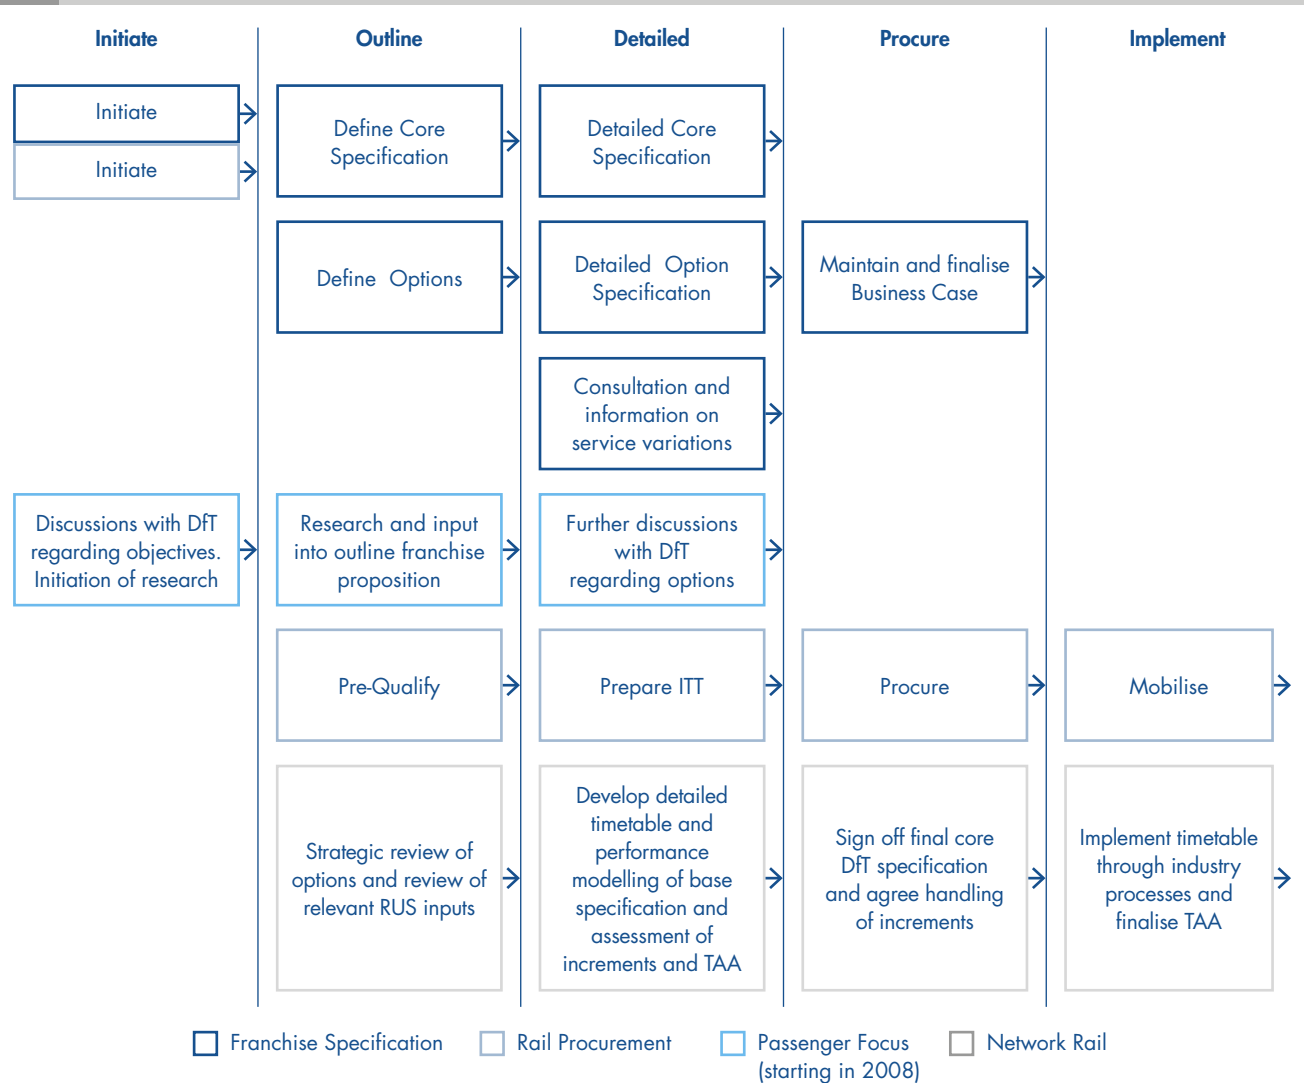 Initiate
Outline
Detailed
Procure
Implement
Initiate
Initiate
Define Core
Specification
Detailed Core
Specification
Define Options
Detailed Option
Specification
Maintain and finalise
Business Case
Consultation and
information on
service variations
Discussions with DfT
regarding objectives.
Initiation of research
Research and input
into outline franchise
proposition
Further discussions
with DfT
regarding options
Pre-Qualify
Prepare ITT
Procure
Mobilise
Strategic review of
options and review of
relevant RUS inputs
Develop detailed
timetable and
performance
modelling of base
specification and
assessment of
increments and TAA
Sign off final core
DfT specification
and agree handling
of increments
Implement timetable
through industry
processes and
finalise TAA
Franchise Specification
Rail Procurement
Passenger Focus
(starting in 2008)
Network Rail